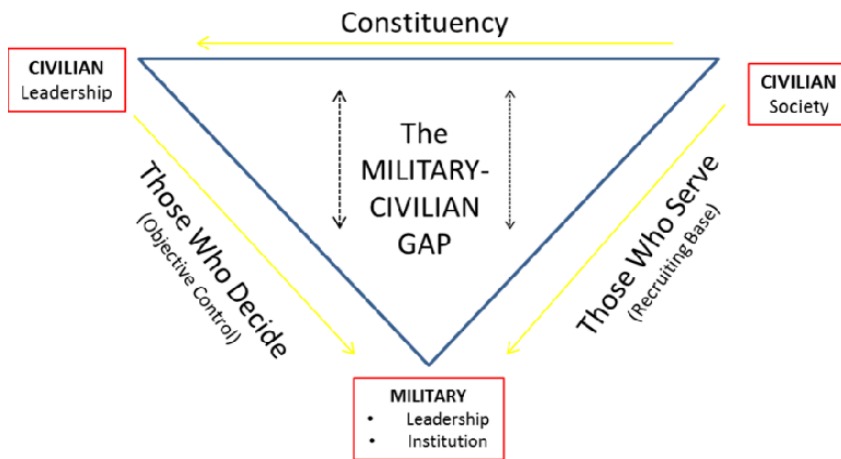 Constituency
CIVILIAN
Leadership
CIVILIAN
Society
The
MILITARY-
CIVILIAN
GAP
Those Who Decide
(Objective Control)
Those Who Serve
(Recruiting Base)
MILITARY
• Leadership
• Institution